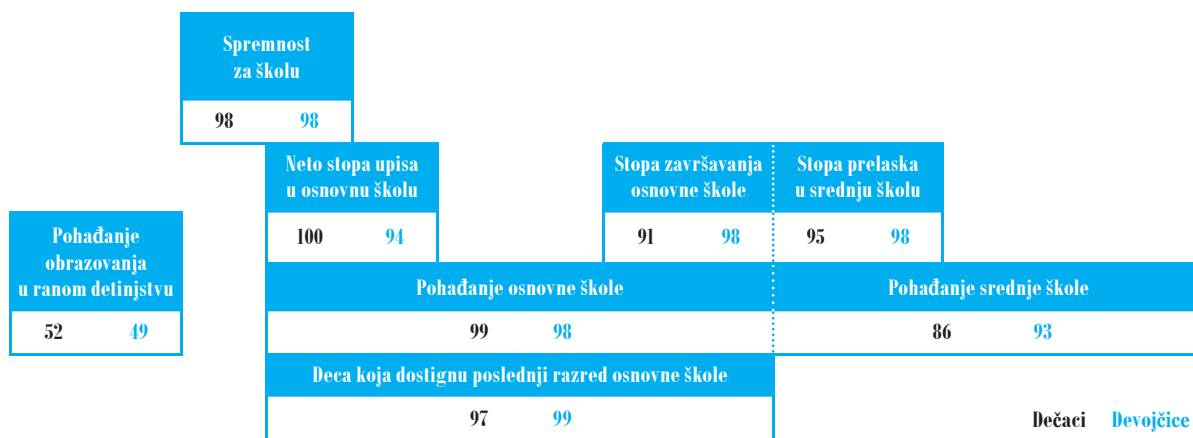 Spremnost
za školu
98 98
Neto stopa upisa
u osnovnu školu
100 94
Stopa završavanja
osnovne škole
91 98
Stopa prelaska
u srednju školu
95 98
Pohađanje
obrazovanja
u ranom detinjstvu
52 49
Pohađanje osnovne škole
99 98
Pohađanje srednje škole
86 93
Deca koja dostignu poslednji razred osnovne škole
97 99
Dečaci Devojčice